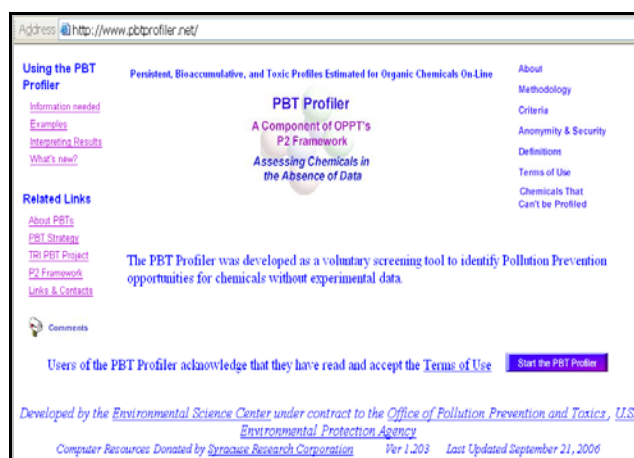 Address http://www.pbtprofiler.net/
Using the PBT
Profiler
Information needed
Examples
Interpreting Results
What's new?
Related Links
About PBTs
PBT Strategy
TRI PBT Project
P2 Framework
Links & Contacts
Comments
Persistent, Bioaccumulative, and Toxic Profiles Estimated for Organic Chemicals On-Line
PBT Profiler
A Component of OPPT's
P2 Framework
Assessing Chemicals in
the Absence of Data
About
Methodology
Criteria
Anonymity & Security
Definitions
Terms of Use
Chemicals That
Can't be Profiled
The PBT Profiler was developed as a voluntary screening tool to identify Pollution Prevention
opportunities for chemicals without experimental data.
Users of the PBT Profiler acknowledge that they have read and accept the Terms of Use
Start the PBT Profiler
Developed by the Environmental Science Center under contract to the Office of Pollution Prevention and Toxics , U.S.
Environmental Protection Agency
Computer Resources Donated by Syracuse Research Corporation Ver 1.203 Last Updated September 21, 2006